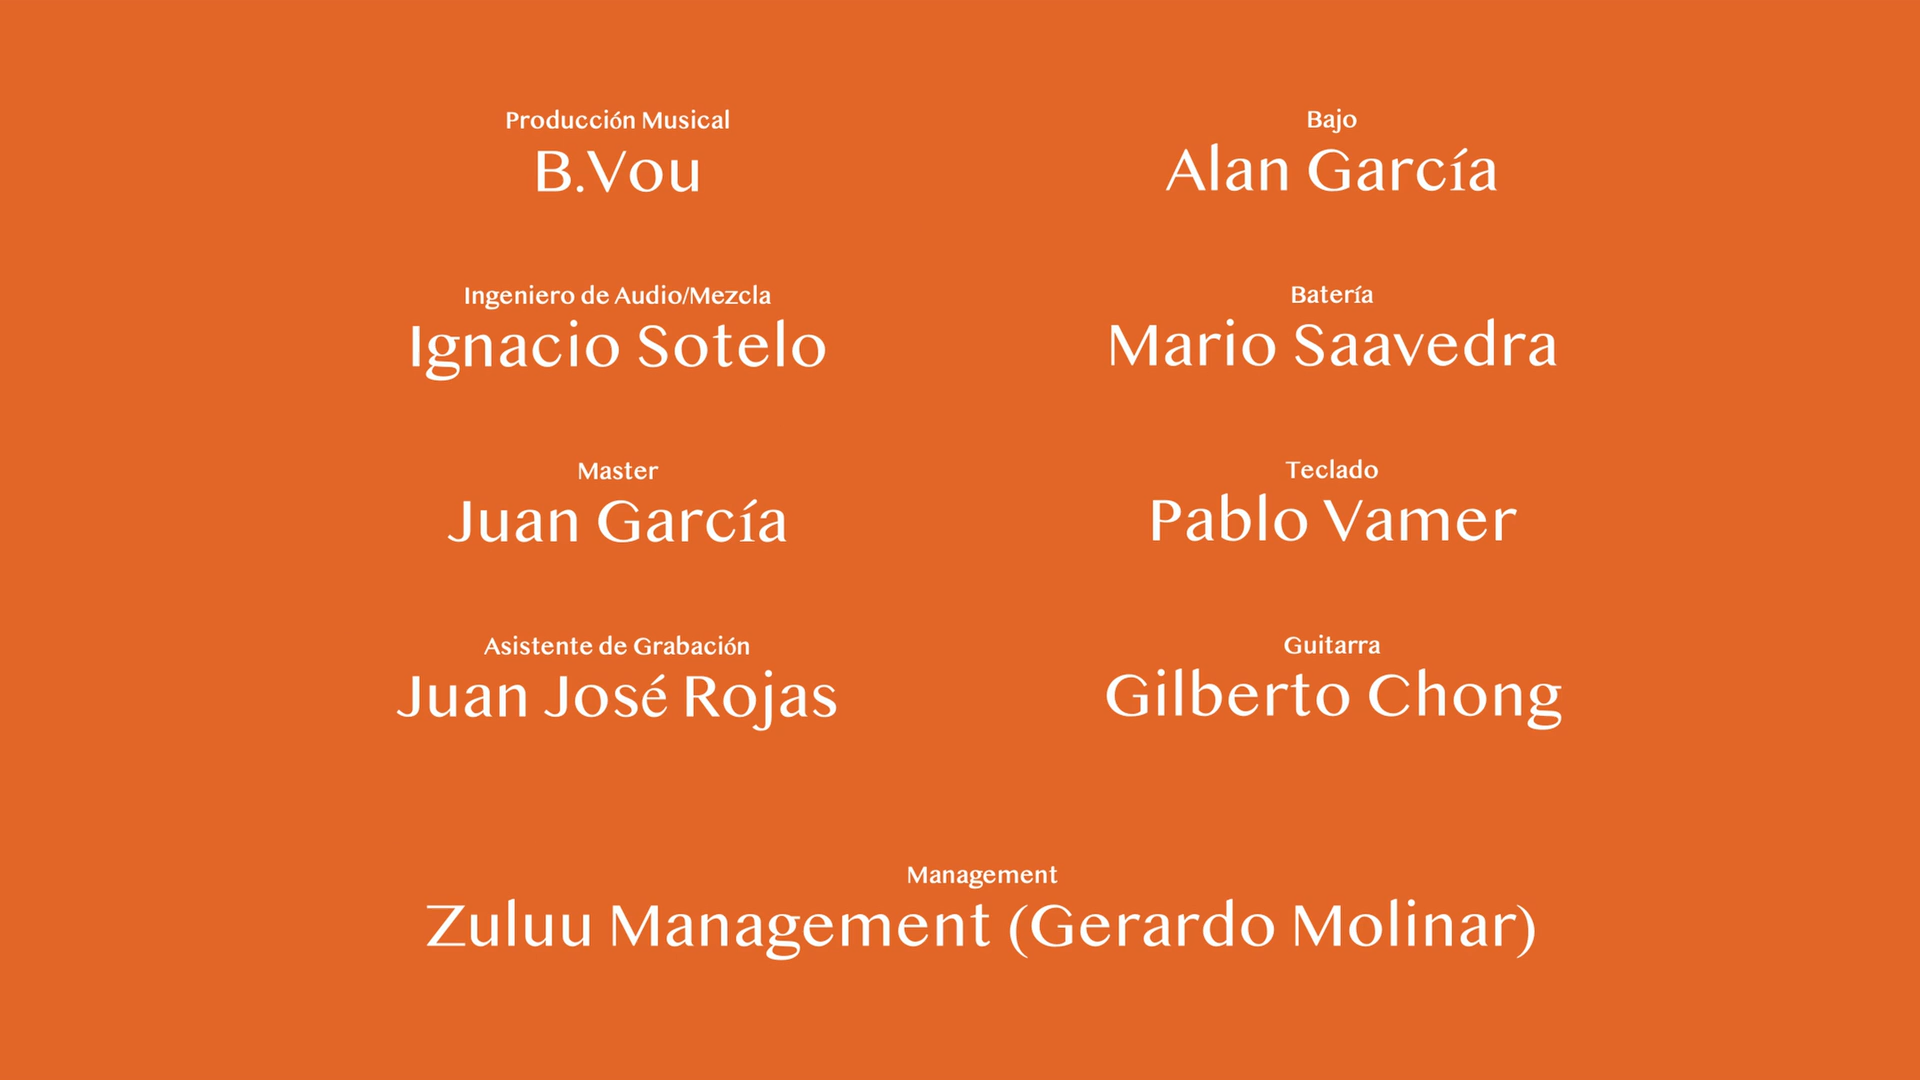 Producción Musical
B.Vou
Ingeniero de Audio/Mezcla
Ignacio Sotelo
Master
Juan García
Asistente de Grabación
Juan José Rojas
Bajo
Alan García
Batería
Mario Saavedra
Teclado
Pablo Vamer
Guitarra
Gilberto Chong
Management
Zuluu Management (Gerardo Molinar)